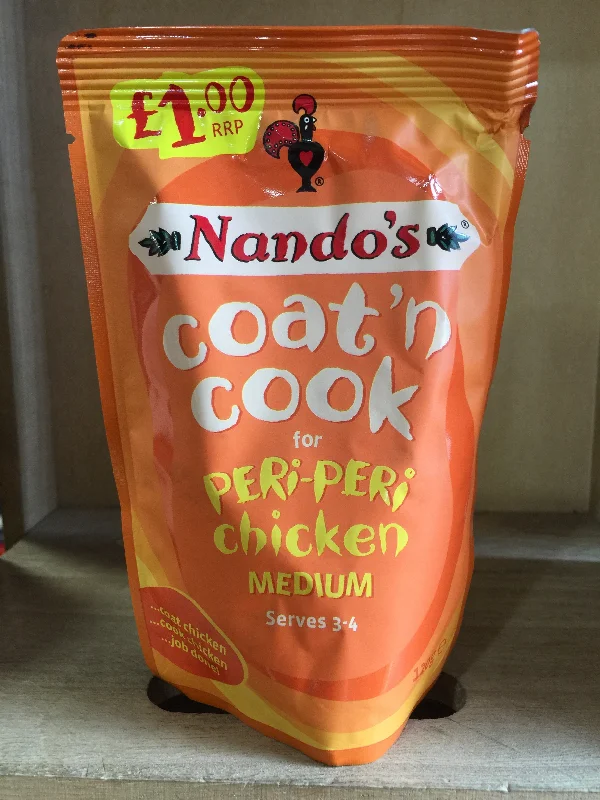 £1.00
RRP
®
Nando's ®
coat 'n
cook
for
PERi-PERi
chicken
MEDIUM
Serves 3-4
...coat chicken
...cook chicken
...job done!
120g e